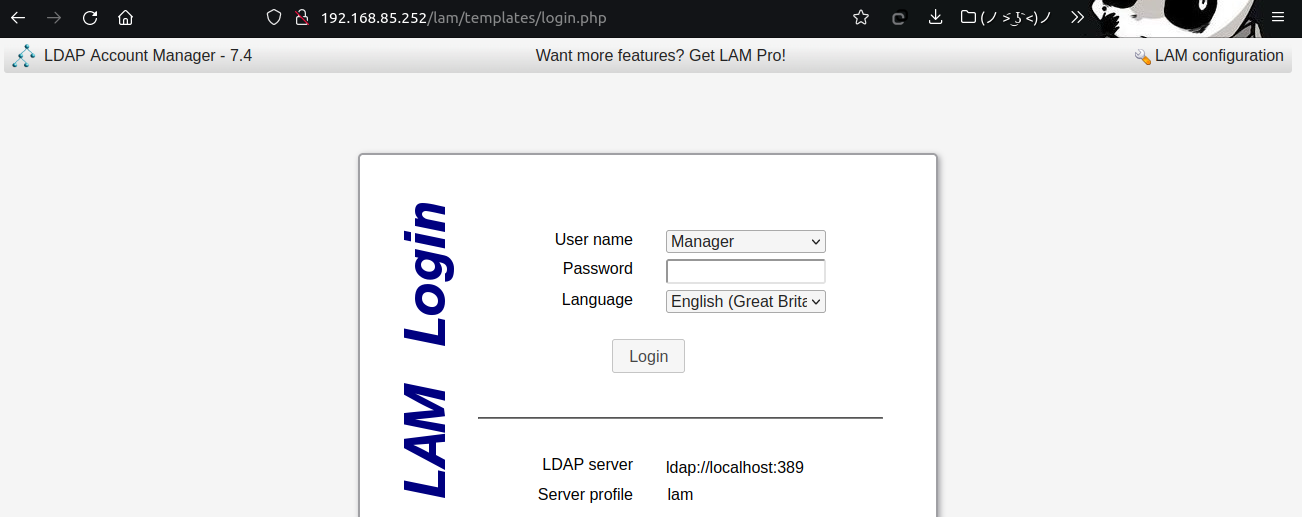 192.168.85.252/lam/templates/login.php
(ノ ゚ ʖ ゚)ノ
LDAP Account Manager - 7.4 Want more features? Get LAM Pro! LAM configuration
LAM Login
User name Manager
Password
Language English (Great Brita
Login
LDAP server ldap://localhost:389
Server profile lam